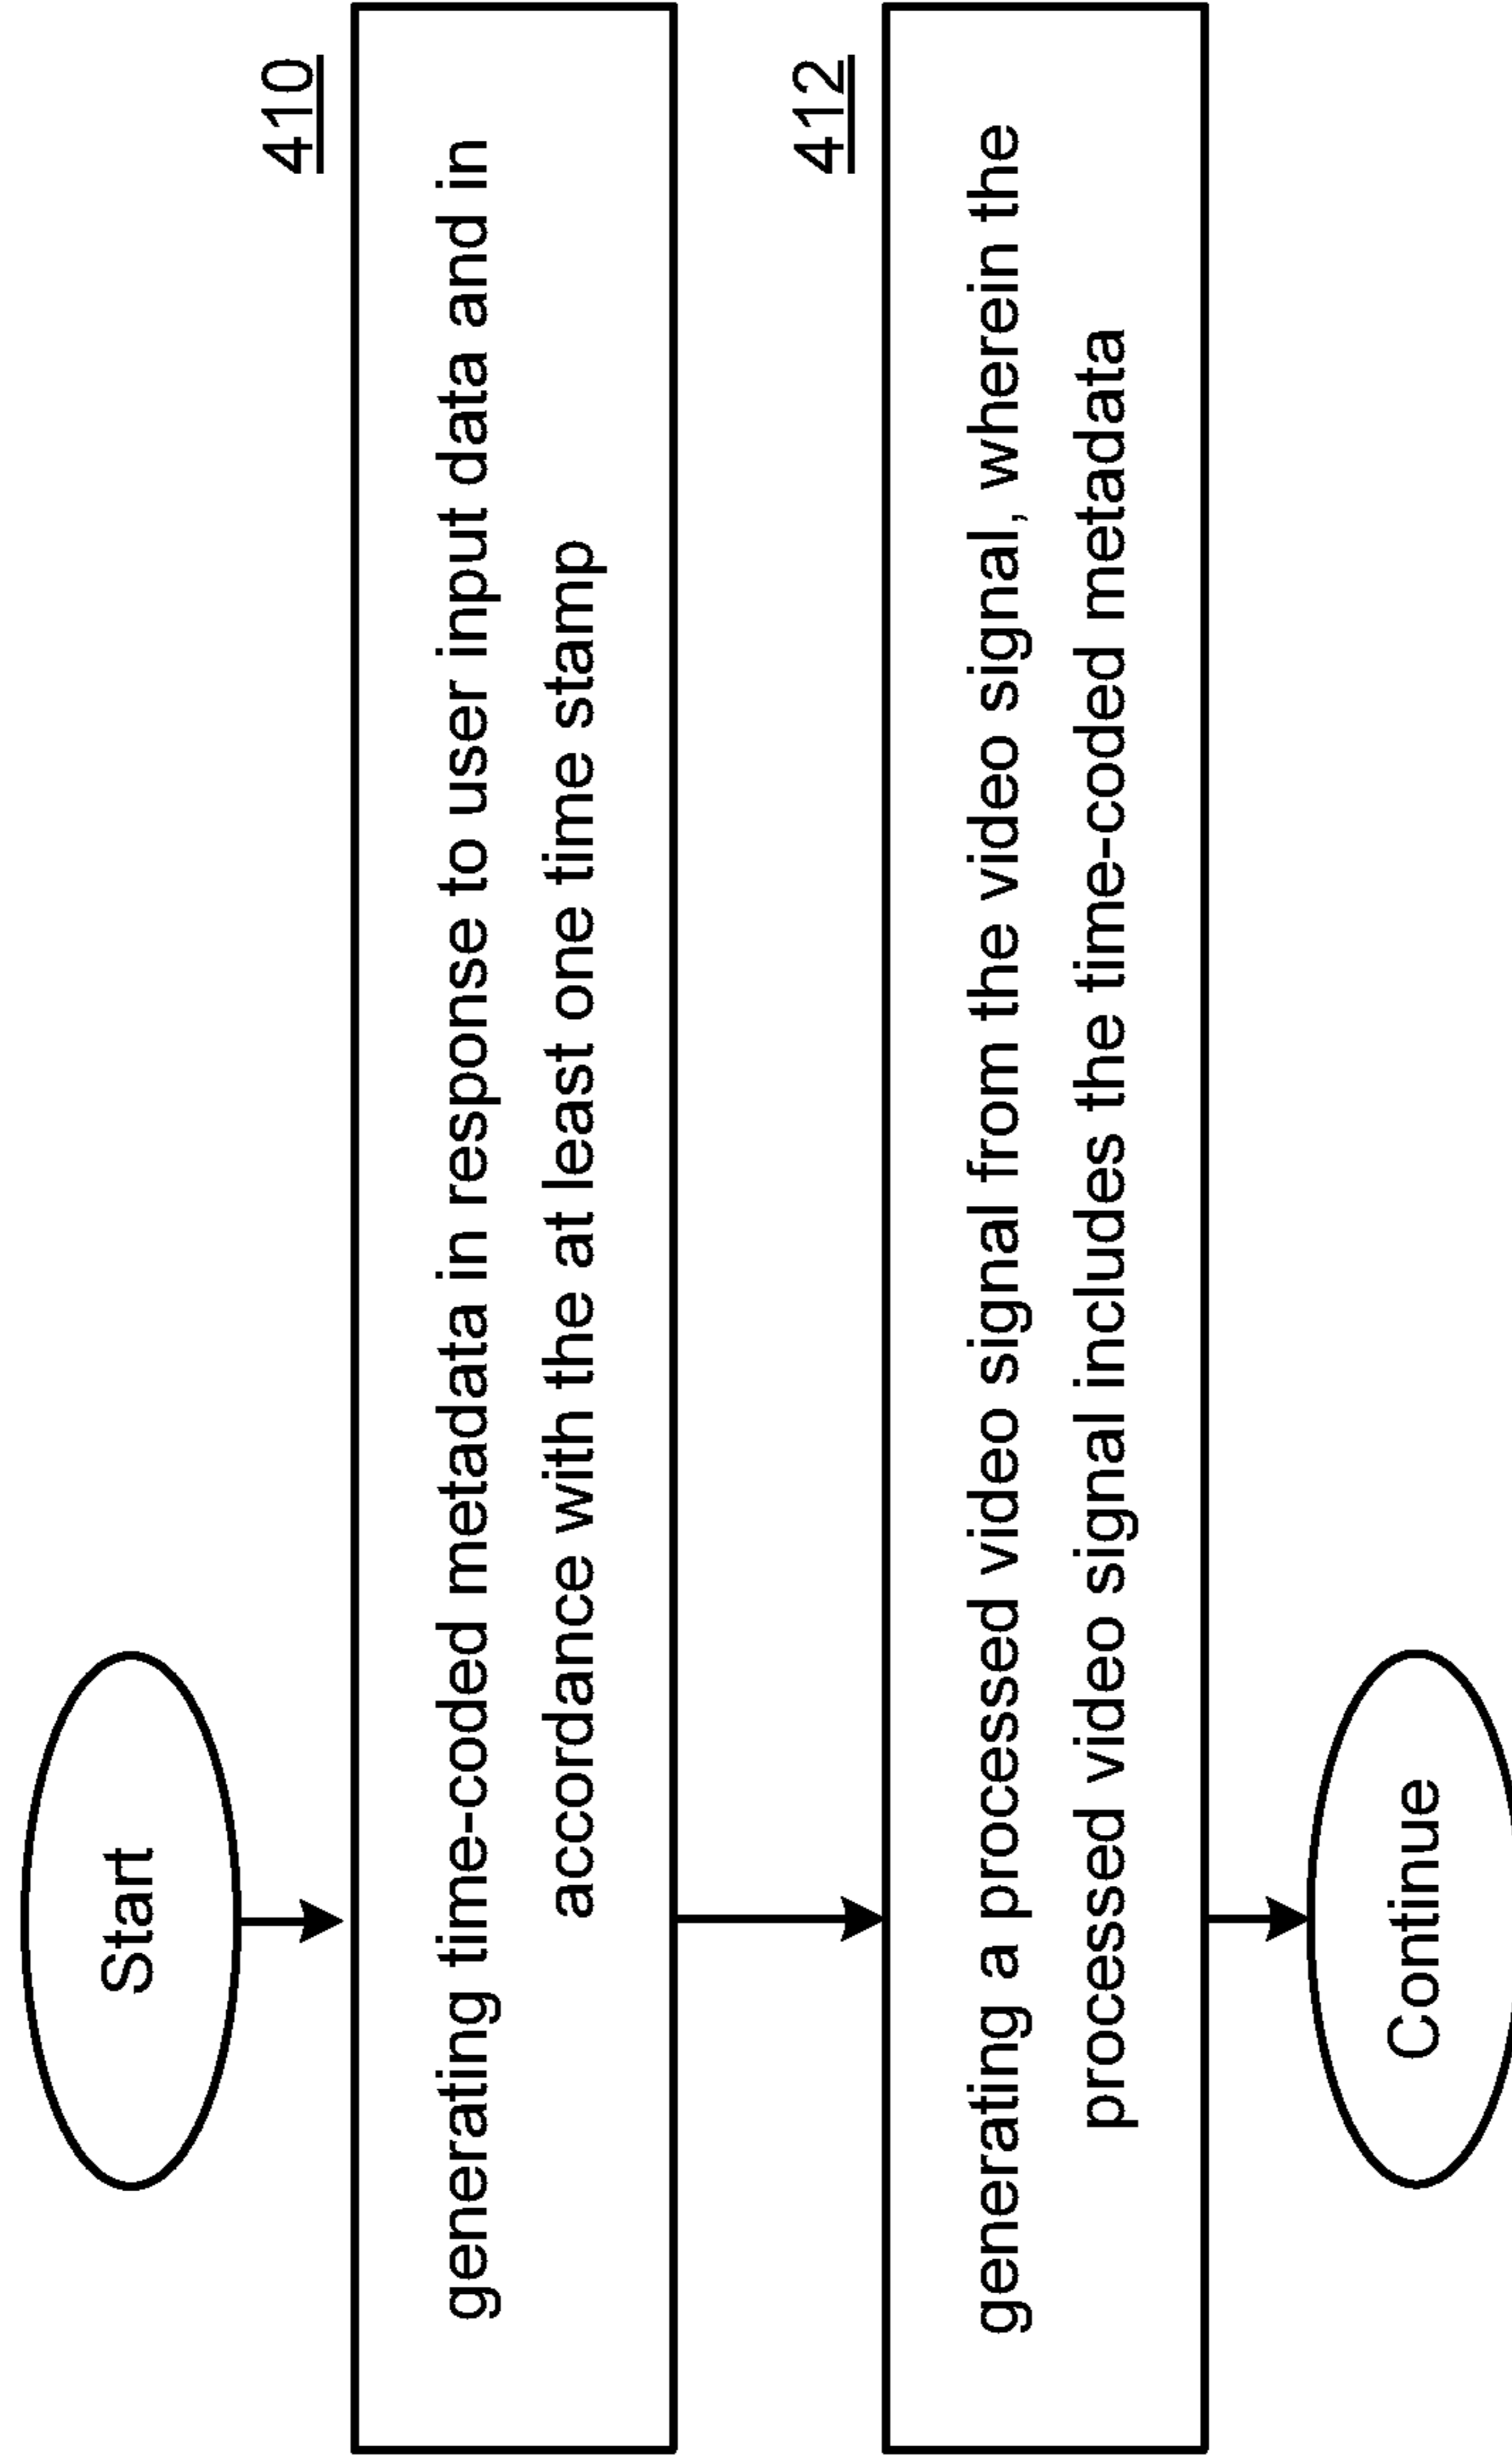 Start
410
generating time-coded metadata in response to user input data and in
accordance with the at least one time stamp
412
generating a processed video signal from the video signal, wherein the
processed video signal includes the time-coded metadata
Continue